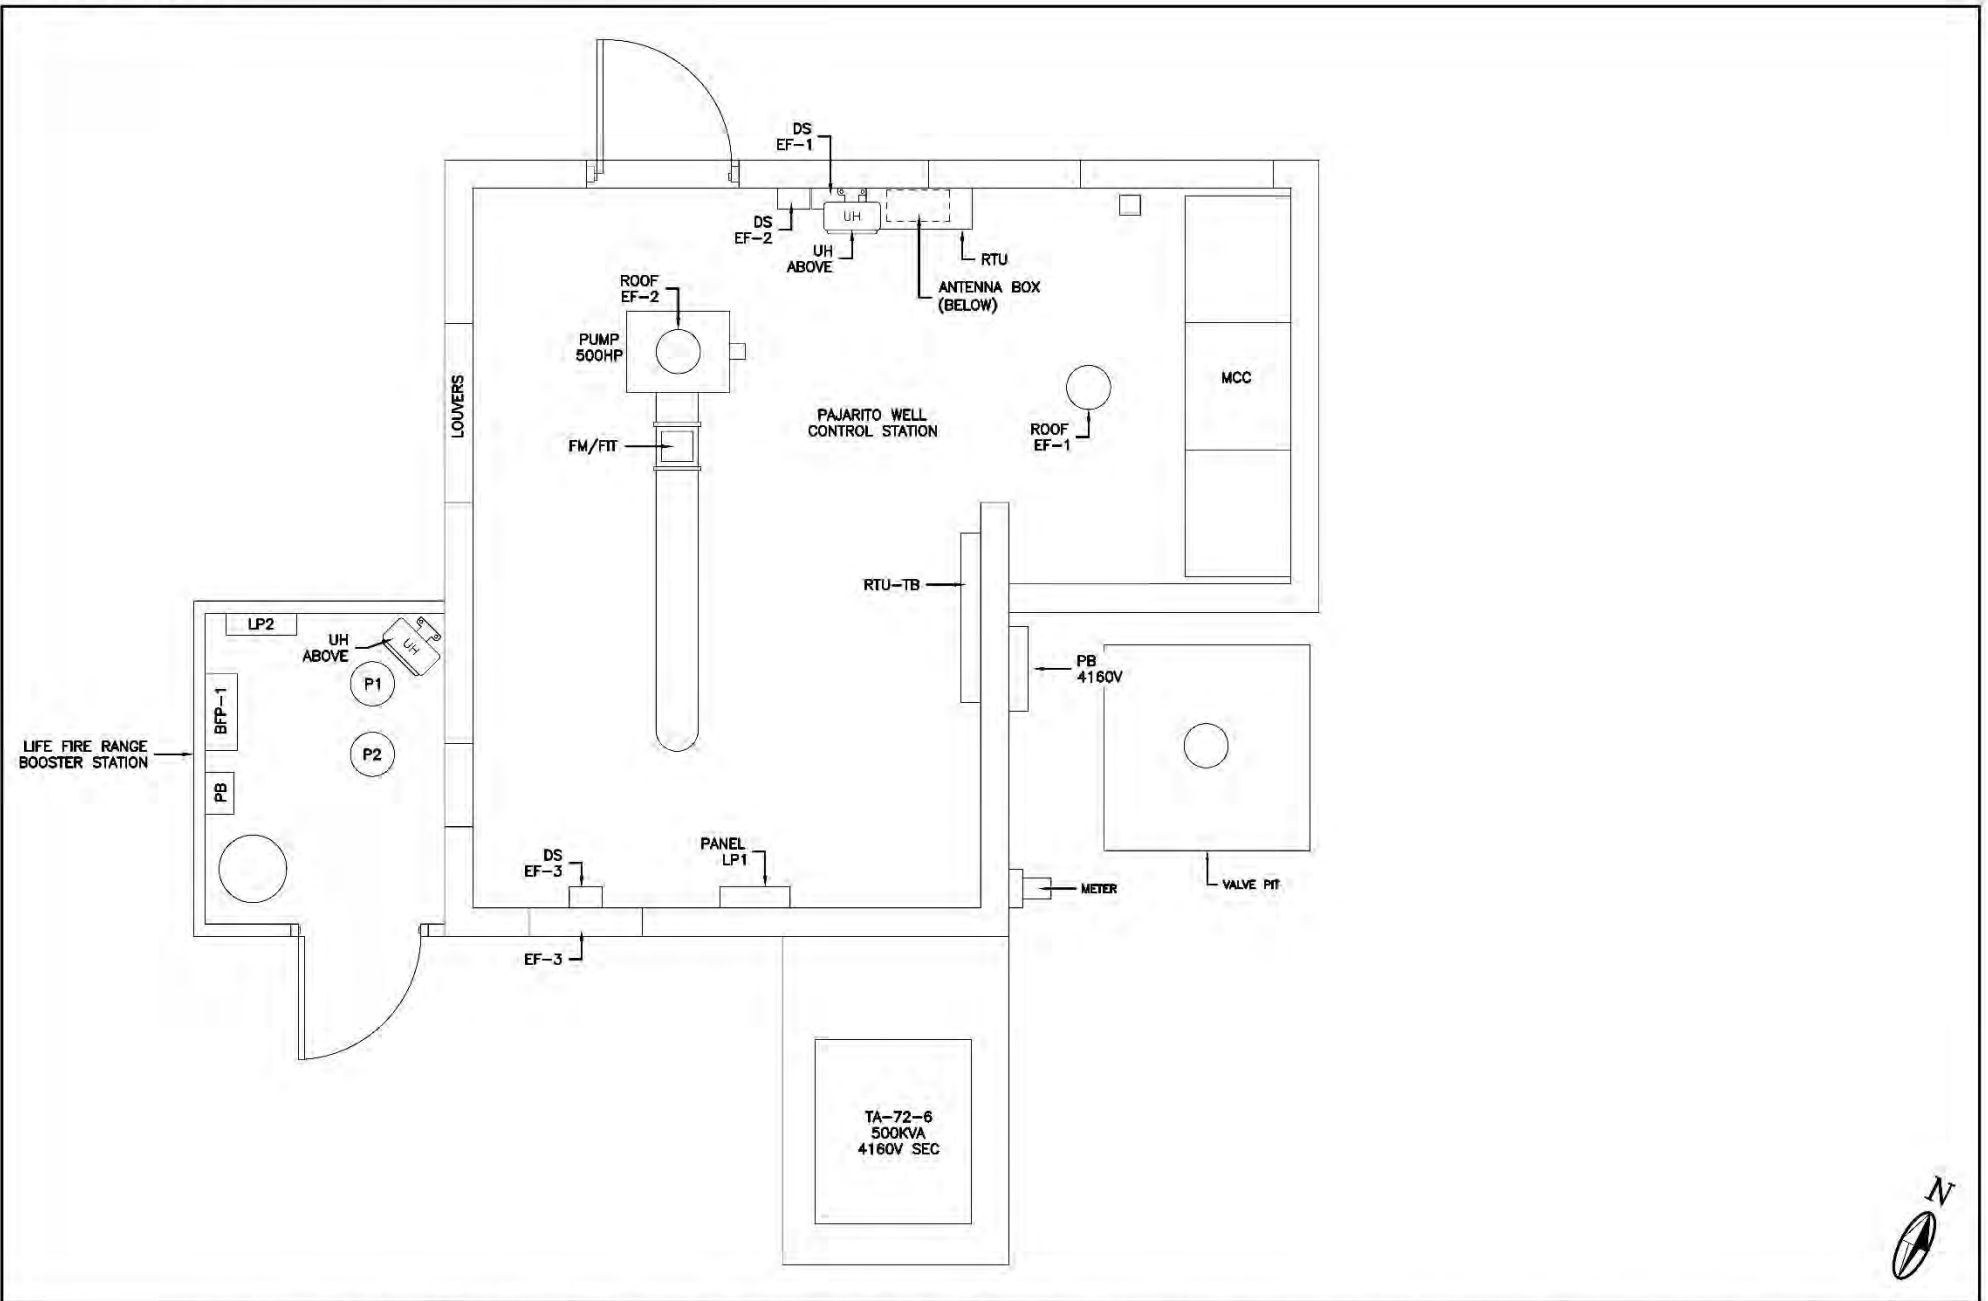 DS
EF-1
DS
EF-2
UH
UH
ABOVE
RTU
ANTENNA BOX
(BELOW)
ROOF
EF-2
PUMP
500HP
LOUVERS
FM/FIT
PAJARITO WELL
CONTROL STATION
ROOF
EF-1
MCC
RTU-TB
LP2
UH
ABOVE
UH
P1
BFP-1
P2
PB
LIFE FIRE RANGE
BOOSTER STATION
PB
4160V
DS
EF-3
PANEL
LP1
METER
VALVE PIT
EF-3
TA-72-6
500KVA
4160V SEC
N